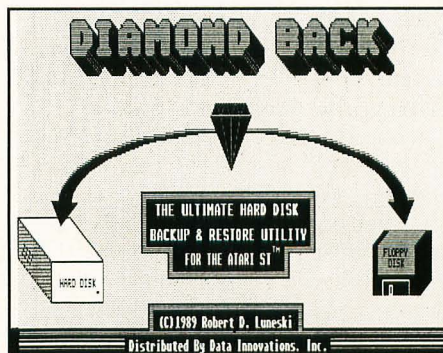 DIAMOND BACK
THE ULTIMATE HARD DISK
BACKUP & RESTORE UTILITY
FOR THE ATARI ST™
HARD DISK
FLOPPY
DISK
(C)1989 Robert D. Luneski
Distributed By Data Innovations, Inc.